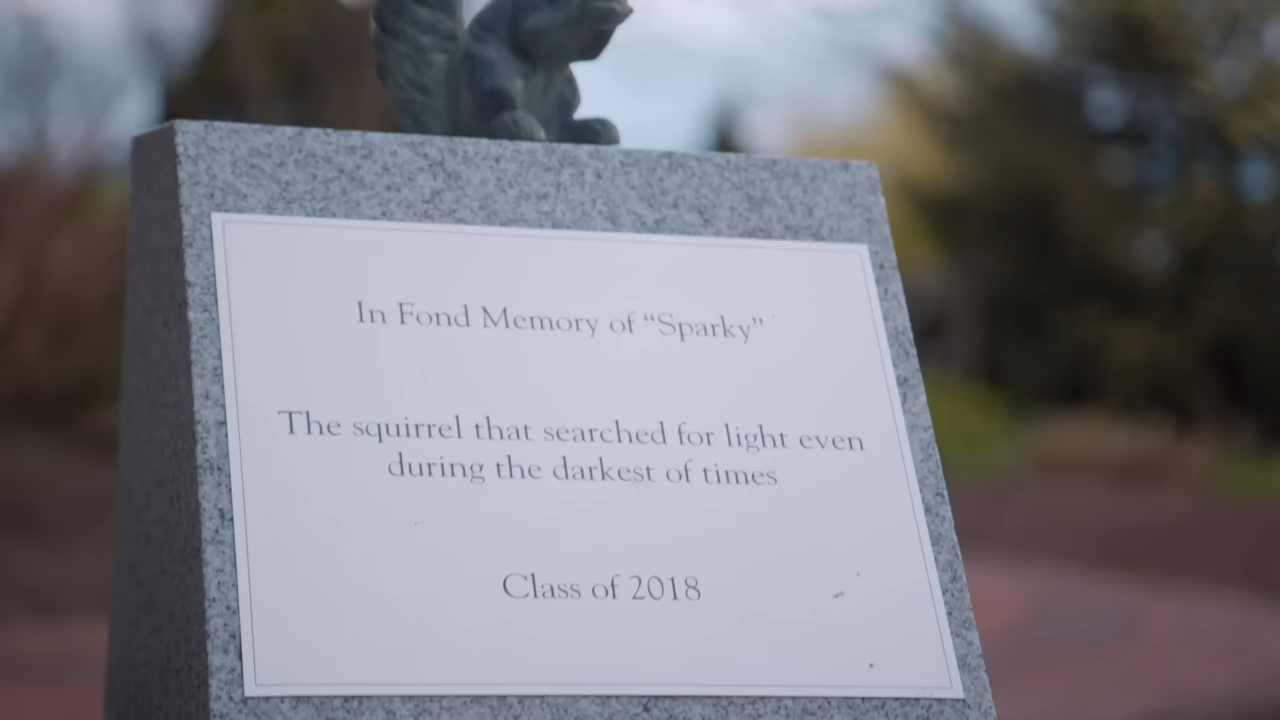 In Fond Memory of “Sparky”
The squirrel that searched for light even
during the darkest of times
Class of 2018